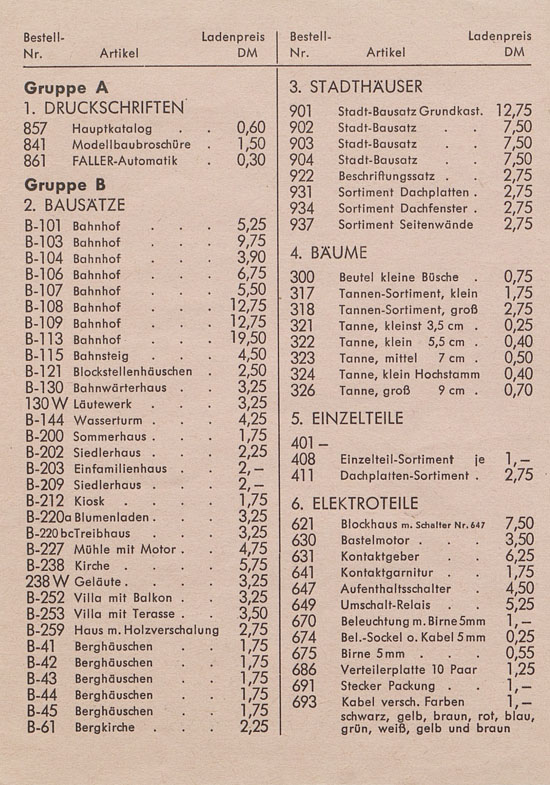 Bestell- Ladenpreis
Nr. Artikel DM
Gruppe A
1. DRUCKSCHRIFTEN
857 Hauptkatalog . . 0,60
841 Modellbaubroschüre . 1,50
861 FALLER-Automatik . 0,30
Gruppe B
2. BAUSÄTZE
B-101 Bahnhof . . . 5,25
B-103 Bahnhof . . . 9,75
B-104 Bahnhof . . . 3,90
B-106 Bahnhof . . . 6,75
B-107 Bahnhof . . . 5,50
B-108 Bahnhof . . . 12,75
B-109 Bahnhof . . . 12,75
B-113 Bahnhof . . . 19,50
B-115 Bahnsteig . . . 4,50
B-121 Blockstellenhäuschen . 2,50
B-130 Bahnwärterhaus . . 3,25
130 W Läutewerk . . . 3,25
B-144 Wasserturm . . . 4,25
B-200 Sommerhaus . . . 1,75
B-202 Siedlerhaus . . . 2,25
B-203 Einfamilienhaus . . 2,—
B-209 Siedlerhaus . . . 2,—
B-212 Kiosk . . . . 1,75
B-220a Blumenladen . . . 3,25
B-220 bc Treibhaus . . . 3,25
B-227 Mühle mit Motor . . 4,75
B-238 Kirche . . . . 5,75
238 W Geläute . . . . 3,25
B-252 Villa mit Balkon . . 3,25
B-253 Villa mit Terasse . . 3,50
B-259 Haus m. Holzverschalung 2,75
B-41 Berghäuschen . . 1,75
B-42 Berghäuschen . . 1,75
B-43 Berghäuschen . . 1,75
B-44 Berghäuschen . . 1,75
B-45 Berghäuschen . . 1,75
B-61 Bergkirche . . . 2,25
Bestell- Ladenpreis
Nr. Artikel DM
3. STADTHÄUSER
901 Stadt-Bausatz Grundkast. 12,75
902 Stadt-Bausatz . . 7,50
903 Stadt-Bausatz . . 7,50
904 Stadt-Bausatz . . 7,50
922 Beschriftungssatz . . 2,75
931 Sortiment Dachplatten . 2,75
934 Sortiment Dachfenster . 2,75
937 Sortiment Seitenwände 2,75
4. BÄUME
300 Beutel kleine Büsche . 0,75
317 Tannen-Sortiment, klein 1,75
318 Tannen-Sortiment, groß 2,75
321 Tanne, kleinst 3,5 cm . 0,25
322 Tanne, klein 5,5 cm . 0,40
323 Tanne, mittel 7 cm . 0,50
324 Tanne, klein Hochstamm 0,40
326 Tanne, groß 9 cm . 0,70
5. EINZELTEILE
401 —
408 Einzelteil-Sortiment je 1,—
411 Dachplatten-Sortiment . 2,75
6. ELEKTROTEILE
621 Blockhaus m. Schalter Nr. 647 7,50
630 Bastelmotor . . . 3,50
631 Kontaktgeber . . 6,25
641 Kontaktgarnitur . . 1,75
647 Aufenthaltsschalter . 4,50
649 Umschalt-Relais . . 5,25
670 Beleuchtung m. Birne 5mm 1,—
674 Bel.-Sockel o. Kabel 5 mm 0,25
675 Birne 5 mm . . . 0,55
686 Verteilerplatte 10 Paar 1,25
691 Stecker Packung . . 1,—
693 Kabel versch. Farben 1,—
schwarz, gelb, braun, rot, blau,
grün, weiß, gelb und braun